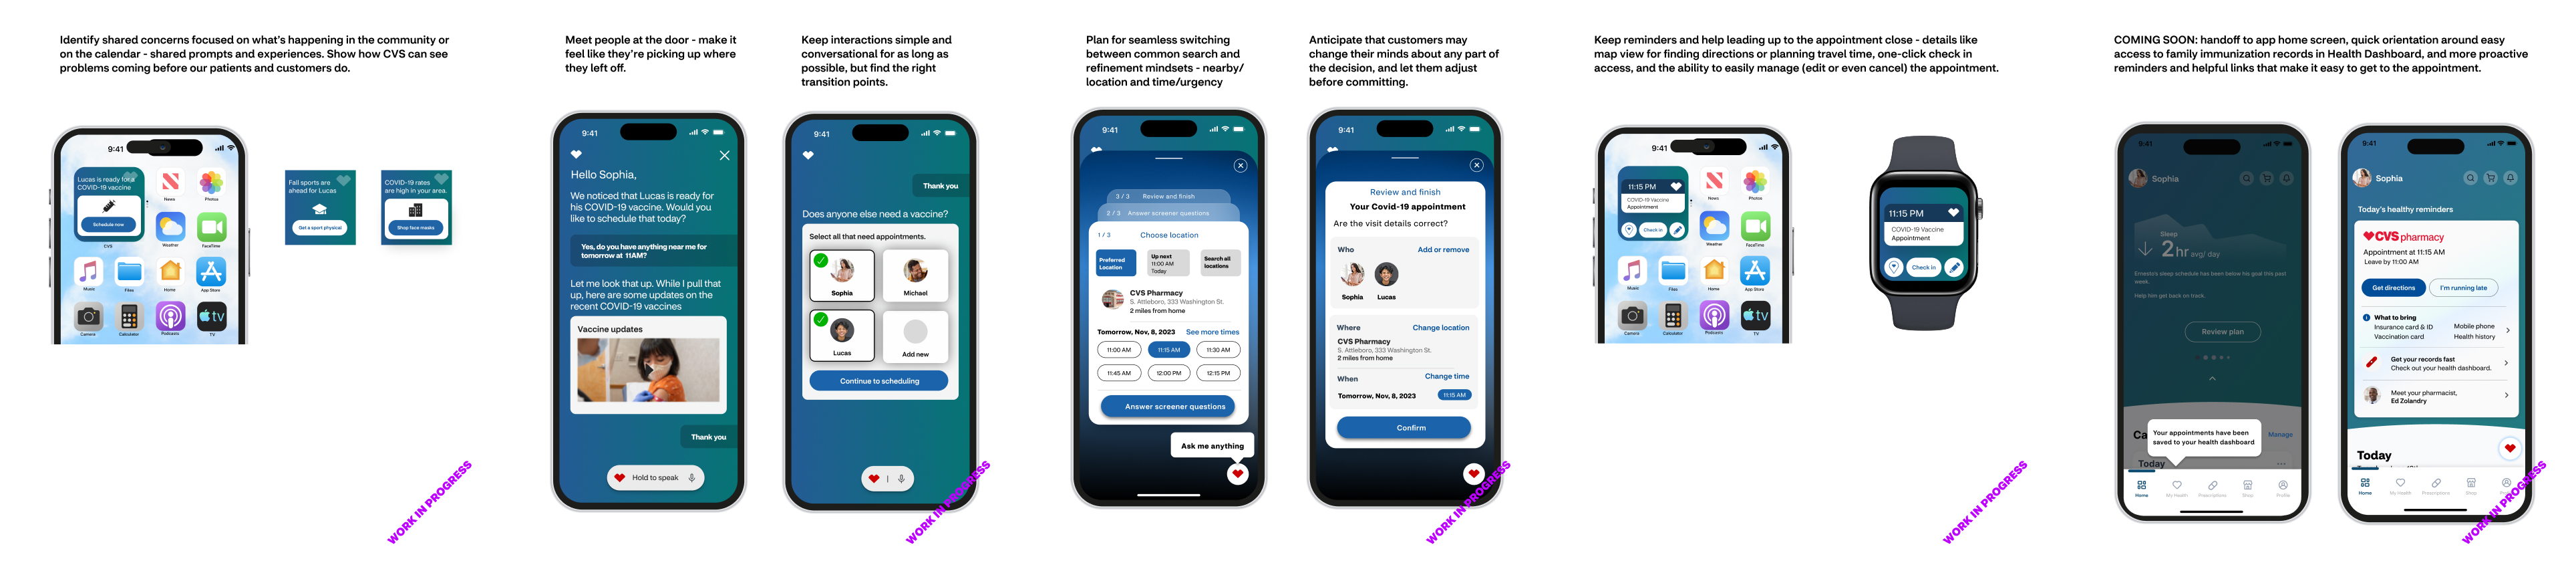 Identify shared concerns focused on what's happening in the community or
on the calendar - shared prompts and experiences. Show how CVS can see
problems coming before our patients and customers do.
9:41
Lucas is ready for a
COVID-19 vaccine
Schedule now
CVS
News
Photos
Weather
FaceTime
Music
Files
Home
App Store
Camera
Calculator
Podcasts
tv
TV
Fall sports are
ahead for Lucas
Get a sport physical
COVID-19 rates
are high in your area.
Shop face masks
WORK IN PROGRESS
Meet people at the door - make it
feel like they're picking up where
they left off.
9:41
Hello Sophia,
We noticed that Lucas is ready for
his COVID-19 vaccine. Would you
like to schedule that today?
Yes, do you have anything near me for
tomorrow at 11AM?
Let me look that up. While I pull that
up, here are some updates on the
recent COVID-19 vaccines
Vaccine updates
Thank you
Hold to speak
Keep interactions simple and
conversational for as long as
possible, but find the right
transition points.
9:41
Thank you
Does anyone else need a vaccine?
Select all that need appointments.
Sophia
Michael
Lucas
Add new
Continue to scheduling
WORK IN PROGRESS
Plan for seamless switching
between common search and
refinement mindsets - nearby/
location and time/urgency
9:41
3 / 3 Review and finish
2 / 3 Answer screener questions
1 / 3 Choose location
Preferred
Location
Up next
11:00 AM
Today
Search all
locations
CVS Pharmacy
S. Attleboro, 333 Washington St.
2 miles from home
Tomorrow, Nov, 8, 2023 See more times
11:00 AM 11:15 AM 11:30 AM
11:45 AM 12:00 PM 12:15 PM
Answer screener questions
Ask me anything
Anticipate that customers may
change their minds about any part of
the decision, and let them adjust
before committing.
9:41
Review and finish
Your Covid-19 appointment
Are the visit details correct?
Who Add or remove
Sophia Lucas
Where Change location
CVS Pharmacy
S. Attleboro, 333 Washington St.
2 miles from home
When Change time
Tomorrow, Nov, 8, 2023 11:15 AM
Confirm
WORK IN PROGRESS
Keep reminders and help leading up to the appointment close - details like
map view for finding directions or planning travel time, one-click check in
access, and the ability to easily manage (edit or even cancel) the appointment.
9:41
11:15 PM
COVID-19 Vaccine
Appointment
Check in
CVS
News
Photos
Weather
FaceTime
Music
Files
Home
App Store
Camera
Calculator
Podcasts
tv
TV
11:15 PM
COVID-19 Vaccine
Appointment
Check in
WORK IN PROGRESS
COMING SOON: handoff to app home screen, quick orientation around easy
access to family immunization records in Health Dashboard, and more proactive
reminders and helpful links that make it easy to get to the appointment.
9:41
Sophia
Sleep
2 hr avg/ day
Ernesto's sleep schedule has been below his goal this past
week.
Help him get back on track.
Review plan
Ca
Manage
Your appointments have been
saved to your health dashboard
Today
Home
My Health
Prescriptions
Shop
Profile
9:41
Sophia
Today's healthy reminders
CVS pharmacy
Appointment at 11:15 AM
Leave by 11:00 AM
Get directions
I'm running late
What to bring
Insurance card & ID Mobile phone
Vaccination card Health history
Get your records fast
Check out your health dashboard.
Meet your pharmacist,
Ed Zolandry
Today
Home
My Health
Prescriptions
Shop
WORK IN PROGRESS